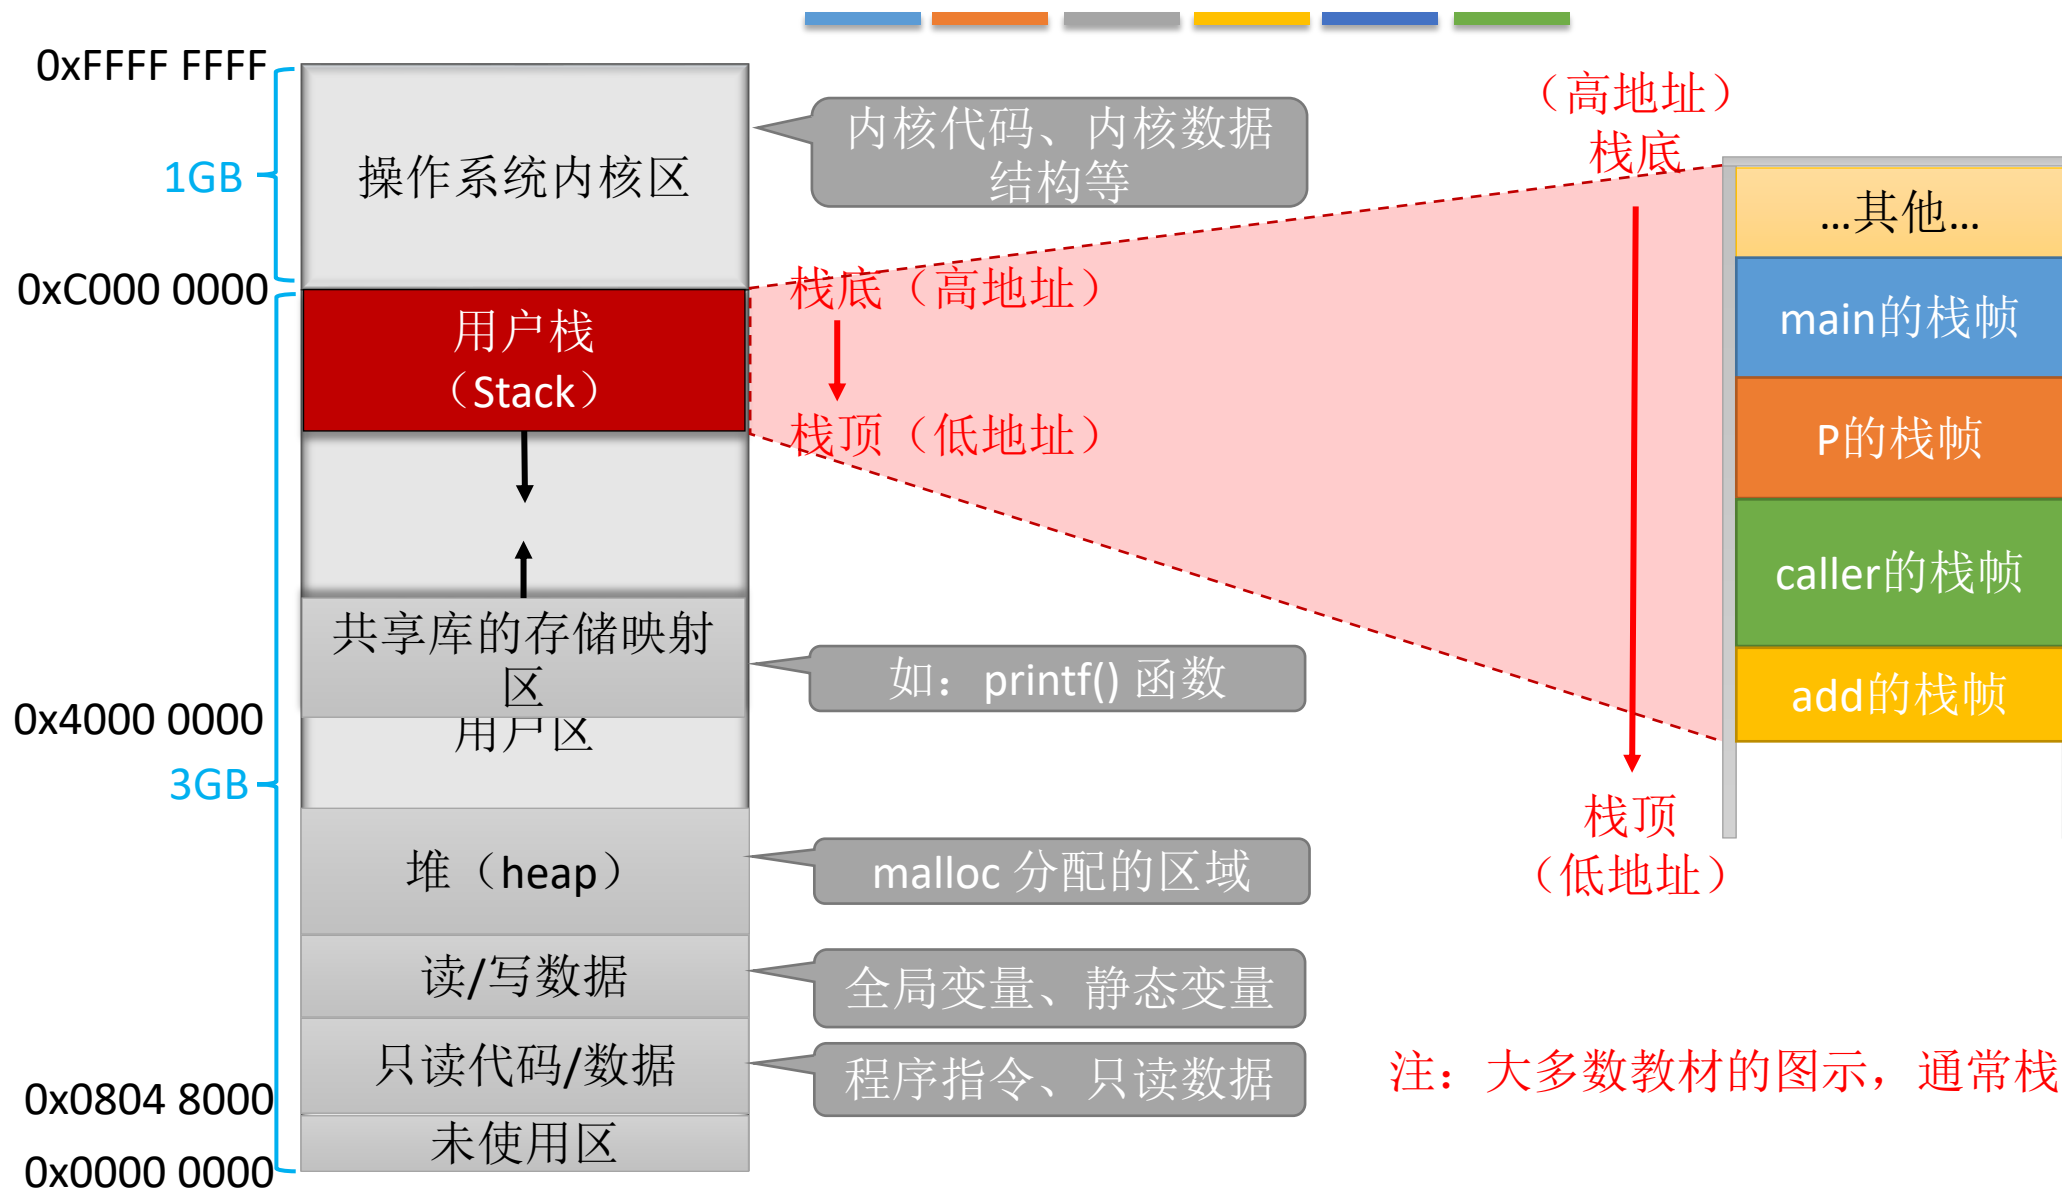 0xFFFF FFFF
1GB
0xC000 0000
0x4000 0000
3GB
0x0804 8000
0x0000 0000
操作系统内核区
用户栈
（Stack）
共享库的存储映射
区
用户区
堆（heap）
读/写数据
只读代码/数据
未使用区
内核代码、内核数据
结构等
栈底（高地址）
栈顶（低地址）
如：printf() 函数
malloc 分配的区域
全局变量、静态变量
程序指令、只读数据
（高地址）
栈底
栈顶
（低地址）
...其他...
main的栈帧
P的栈帧
caller的栈帧
add的栈帧
注：大多数教材的图示，通常栈